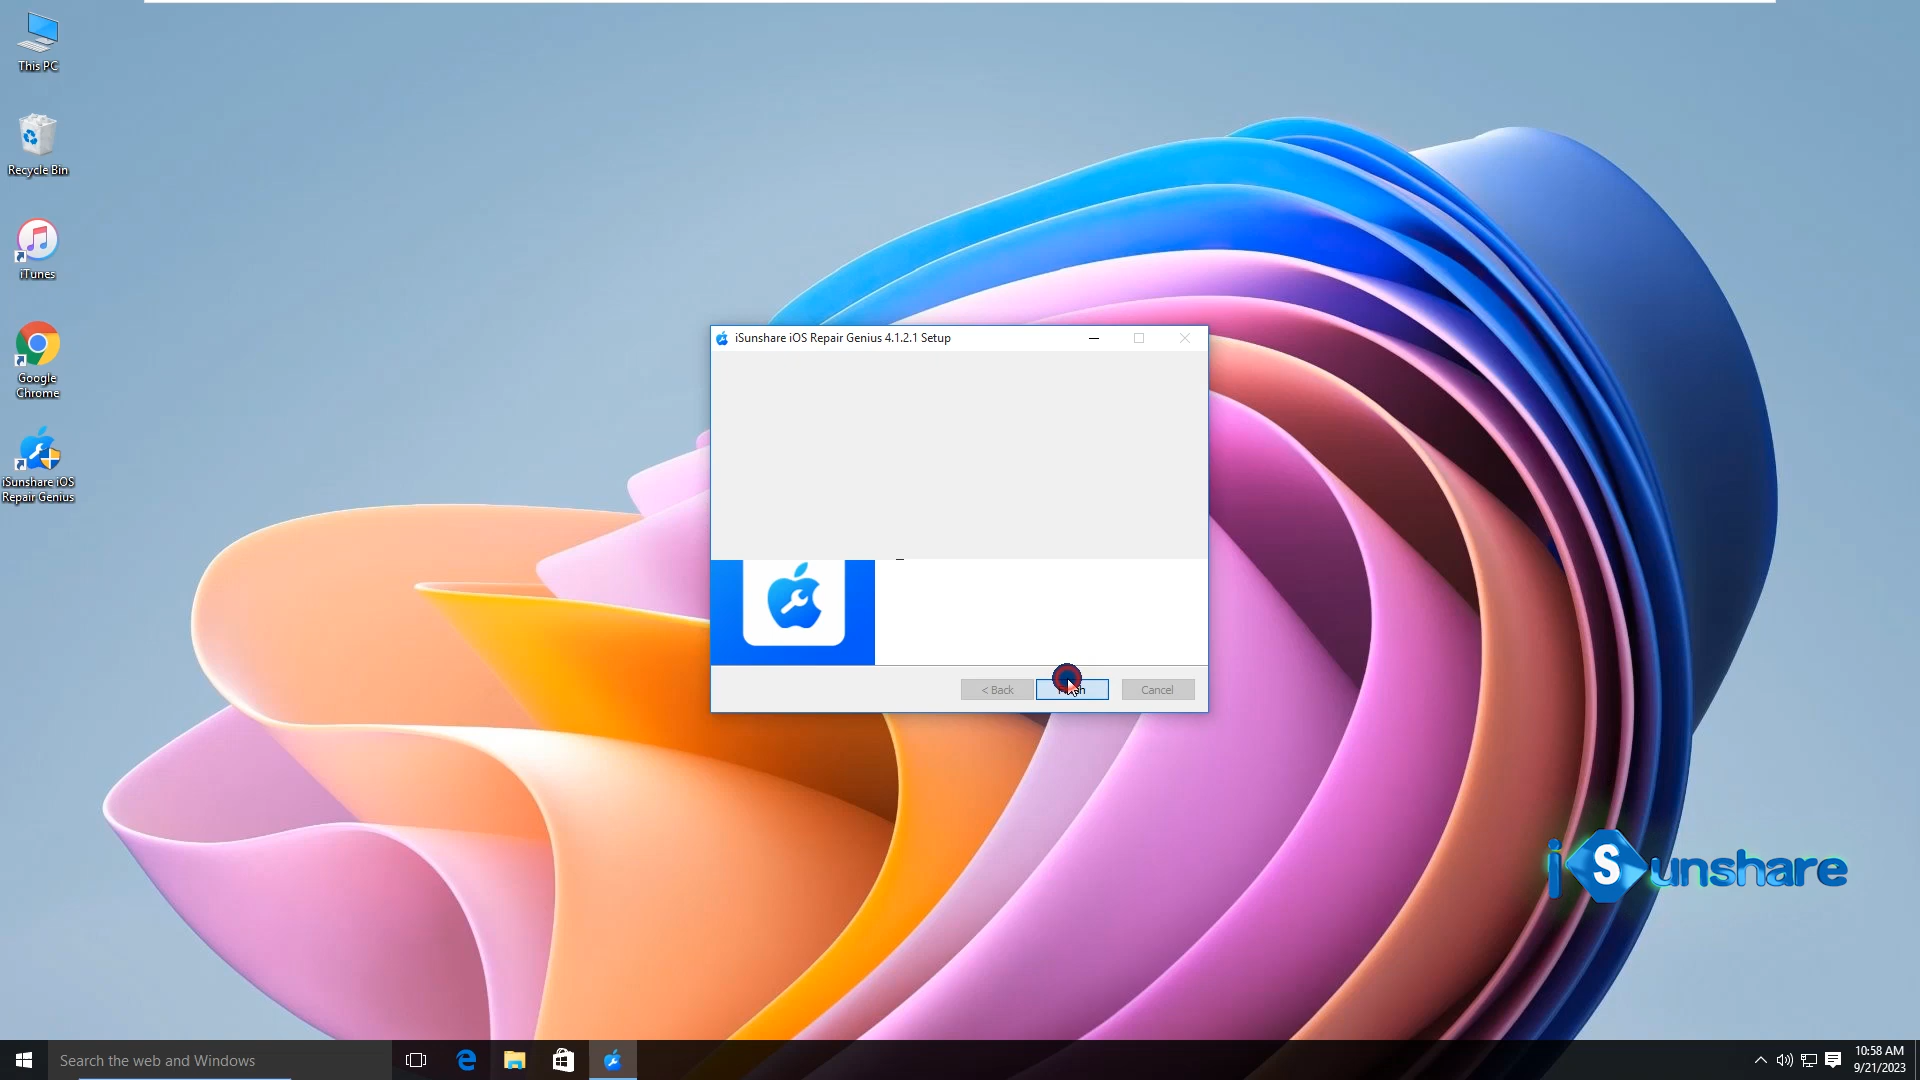 This PC
Recycle Bin
iTunes
Google
Chrome
iSunshare iOS
Repair Genius
iSunshare iOS Repair Genius 4.1.2.1 Setup
< Back
Cancel
iSunshare
Search the web and Windows
10:58 AM
9/21/2023